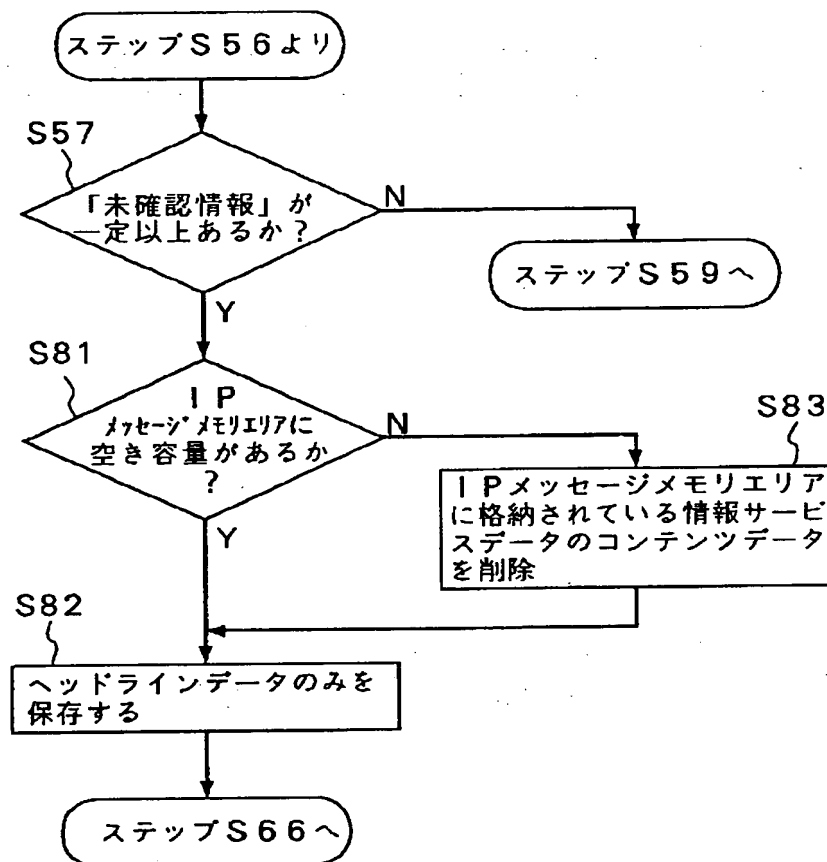 ステップS56より
S57
「未確認情報」が
一定以上あるか?
N
ステップS59へ
Y
S81
IP
メッセージメモリエリアに
空き容量があるか
?
N
S83
IPメッセージメモリエリア
に格納されている情報サービ
スデータのコンテンツデータ
を削除
Y
S82
ヘッドラインデータのみを
保存する
ステップS66へ